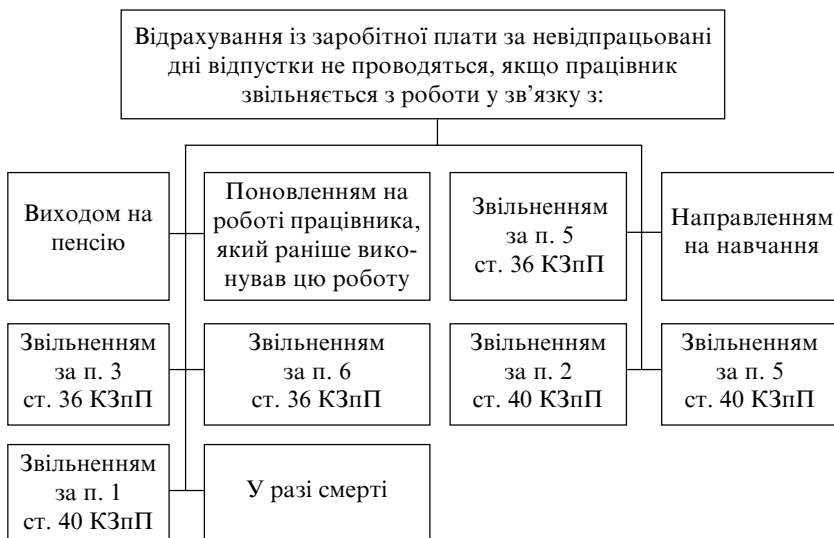 Відрахування із заробітної плати за невідпрацьовані
дні відпустки не проводяться, якщо працівник
звільняється з роботи у зв’язку з:
Виходом на
пенсію
Поновленням на
роботі працівника,
який раніше вико-
нував цю роботу
Звільненням
за п. 5
ст. 36 КЗпП
Направленням
на навчання
Звільненням
за п. 3
ст. 36 КЗпП
Звільненням
за п. 6
ст. 36 КЗпП
Звільненням
за п. 2
ст. 40 КЗпП
Звільненням
за п. 5
ст. 40 КЗпП
Звільненням
за п. 1
ст. 40 КЗпП
У разі смерті